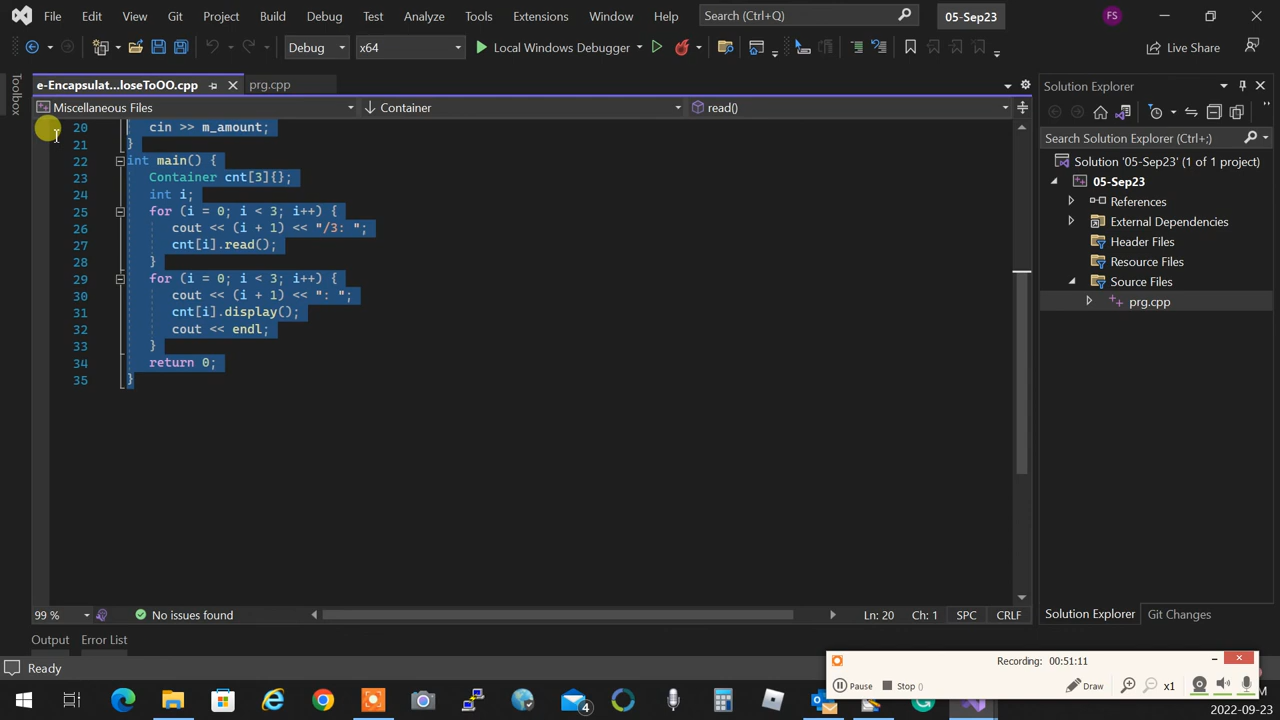 File Edit View Git Project Build Debug Test Analyze Tools Extensions Window Help Search (Ctrl+Q) 05-Sep23 FS
Debug x64 Local Windows Debugger Live Share
Toolbox
e-Encapsulat...loseToOO.cpp prg.cpp
Miscellaneous Files Container read()
20 cin >> m_amount;
21 }
22 int main() {
23 Container cnt[3]{};
24 int i;
25 for (i = 0; i < 3; i++) {
26 cout << (i + 1) << "/3: ";
27 cnt[i].read();
28 }
29 for (i = 0; i < 3; i++) {
30 cout << (i + 1) << ": ";
31 cnt[i].display();
32 cout << endl;
33 }
34 return 0;
35 }
Solution Explorer
Search Solution Explorer (Ctrl+;)
Solution '05-Sep23' (1 of 1 project)
05-Sep23
References
External Dependencies
Header Files
Resource Files
Source Files
prg.cpp
99 % No issues found Ln: 20 Ch: 1 SPC CRLF
Solution Explorer Git Changes
Output Error List
Ready
Recording: 00:51:11
Pause Stop () Draw x1
4
2022-09-23